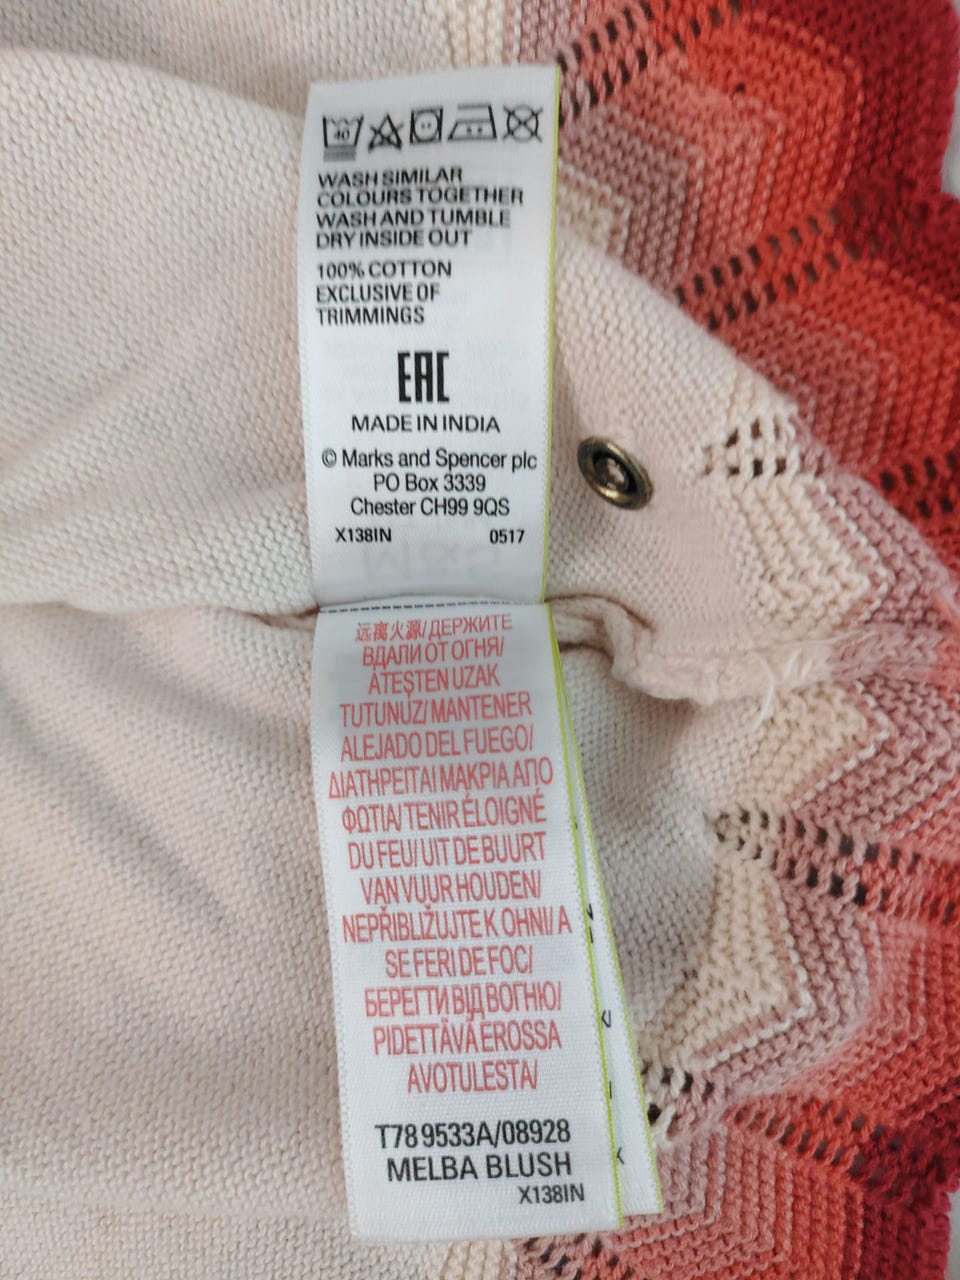 40
WASH SIMILAR
COLOURS TOGETHER
WASH AND TUMBLE
DRY INSIDE OUT
100% COTTON
EXCLUSIVE OF
TRIMMINGS
EAC
MADE IN INDIA
© Marks and Spencer plc
PO Box 3339
Chester CH99 9QS
X138IN 0517
远离火源/ДЕРЖИТЕ
ВДАЛИ ОТ ОГНЯ/
ATEŞTEN UZAK
TUTUNUZ/ MANTENER
ALEJADO DEL FUEGO/
ΔΙΑΤΗΡΕΙΤΑΙ ΜΑΚΡΙΑ ΑΠΟ
ΦΩΤΙΑ/TENIR ÉLOIGNÉ
DU FEU/ UIT DE BUURT
VAN VUUR HOUDEN/
NEPŘIBLIŽUJTE K OHNI/ A
SE FERI DE FOC/
БЕРЕГТИ ВІД ВОГНЮ/
PIDETTÄVÄ EROSSA
AVOTULESTA/
T78 9533A/08928
MELBA BLUSH
X138IN